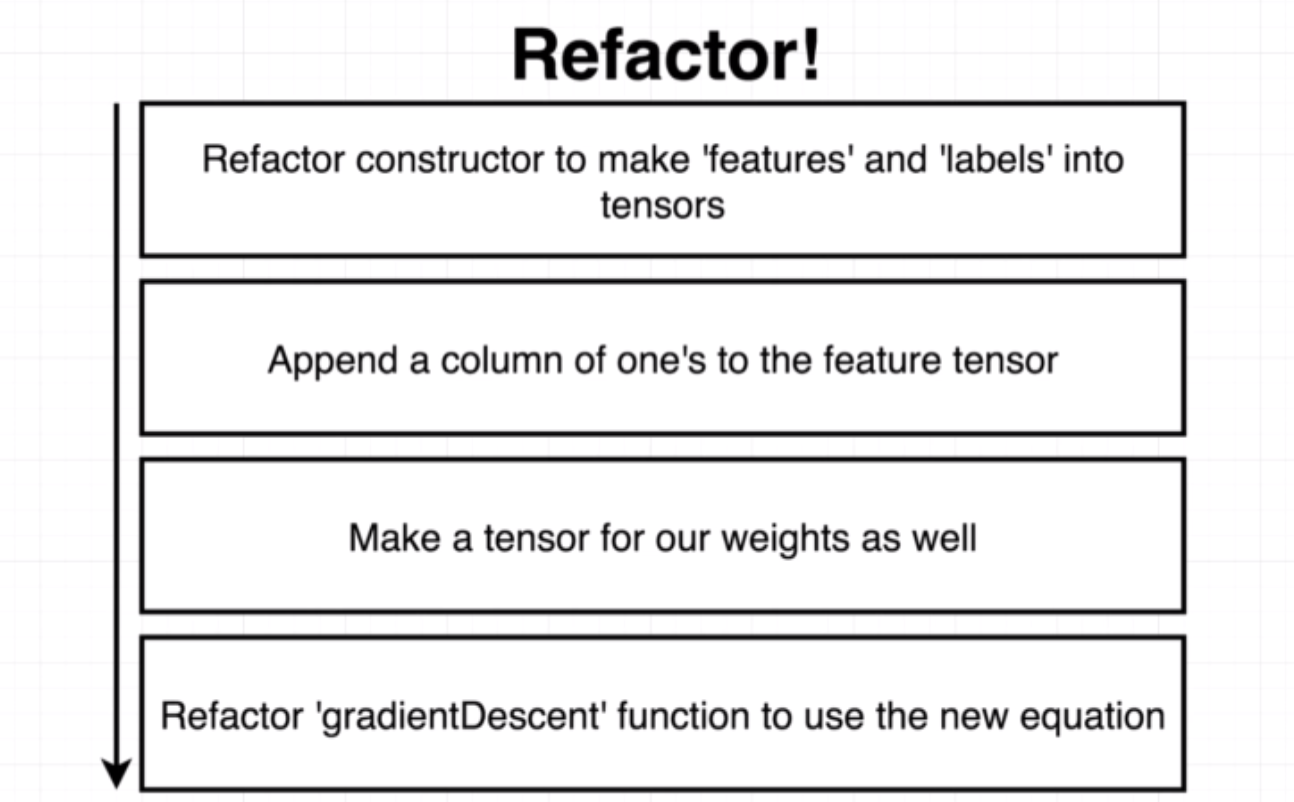 Refactor!
Refactor constructor to make 'features' and 'labels' into
tensors
Append a column of one's to the feature tensor
Make a tensor for our weights as well
Refactor 'gradientDescent' function to use the new equation